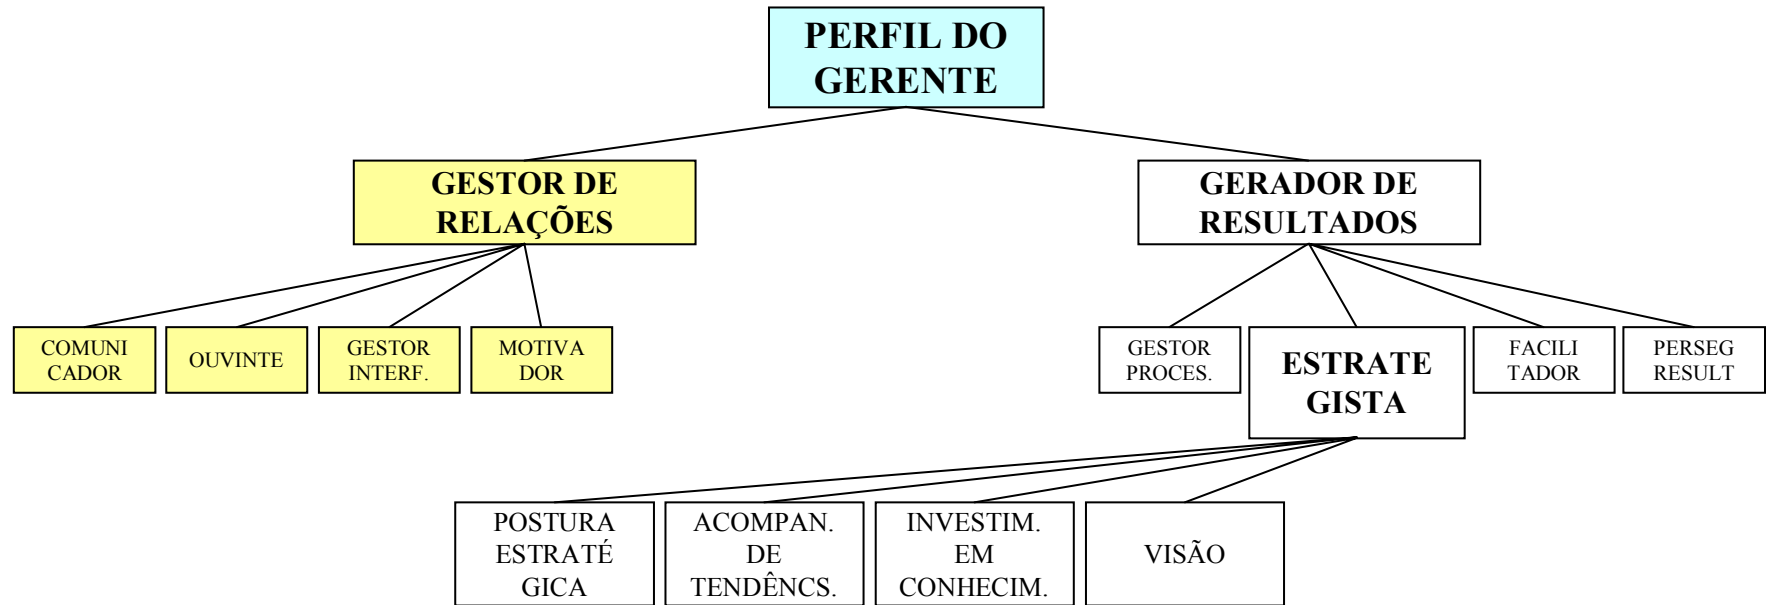 PERFIL DO
GERENTE
GESTOR DE
RELAÇÕES
GERADOR DE
RESULTADOS
COMUNI
CADOR
OUVINTE
GESTOR
INTERF.
MOTIVA
DOR
GESTOR
PROCES.
ESTRATE
GISTA
FACILI
TADOR
PERSEG
RESULT
POSTURA
ESTRATÉ
GICA
ACOMPAN.
DE
TENDÊNCS.
INVESTIM.
EM
CONHECIM.
VISÃO